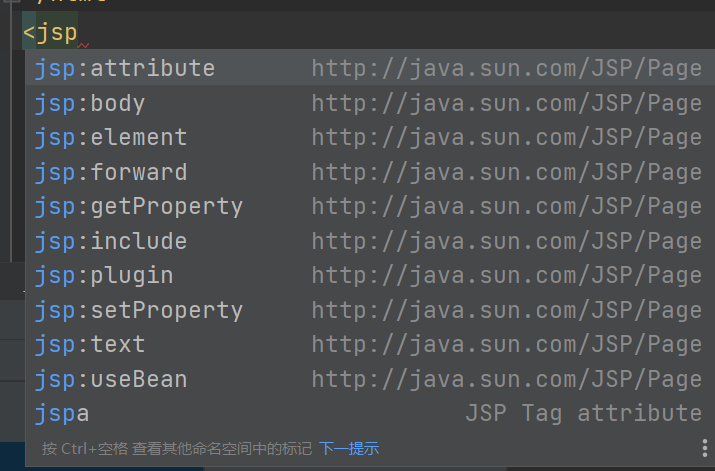 <jsp
jsp:attribute http://java.sun.com/JSP/Page
jsp:body http://java.sun.com/JSP/Page
jsp:element http://java.sun.com/JSP/Page
jsp:forward http://java.sun.com/JSP/Page
jsp:getProperty http://java.sun.com/JSP/Page
jsp:include http://java.sun.com/JSP/Page
jsp:plugin http://java.sun.com/JSP/Page
jsp:setProperty http://java.sun.com/JSP/Page
jsp:text http://java.sun.com/JSP/Page
jsp:useBean http://java.sun.com/JSP/Page
jspa JSP Tag attribute
按 Ctrl+空格 查看其他命名空间中的标记 下一提示